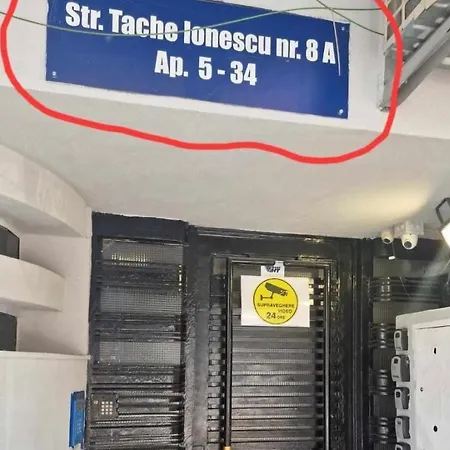 Str. Tache Ionescu nr. 8 A
Ap. 5 - 34
SUPRAVEGHERE
VIDEO
24 ORE